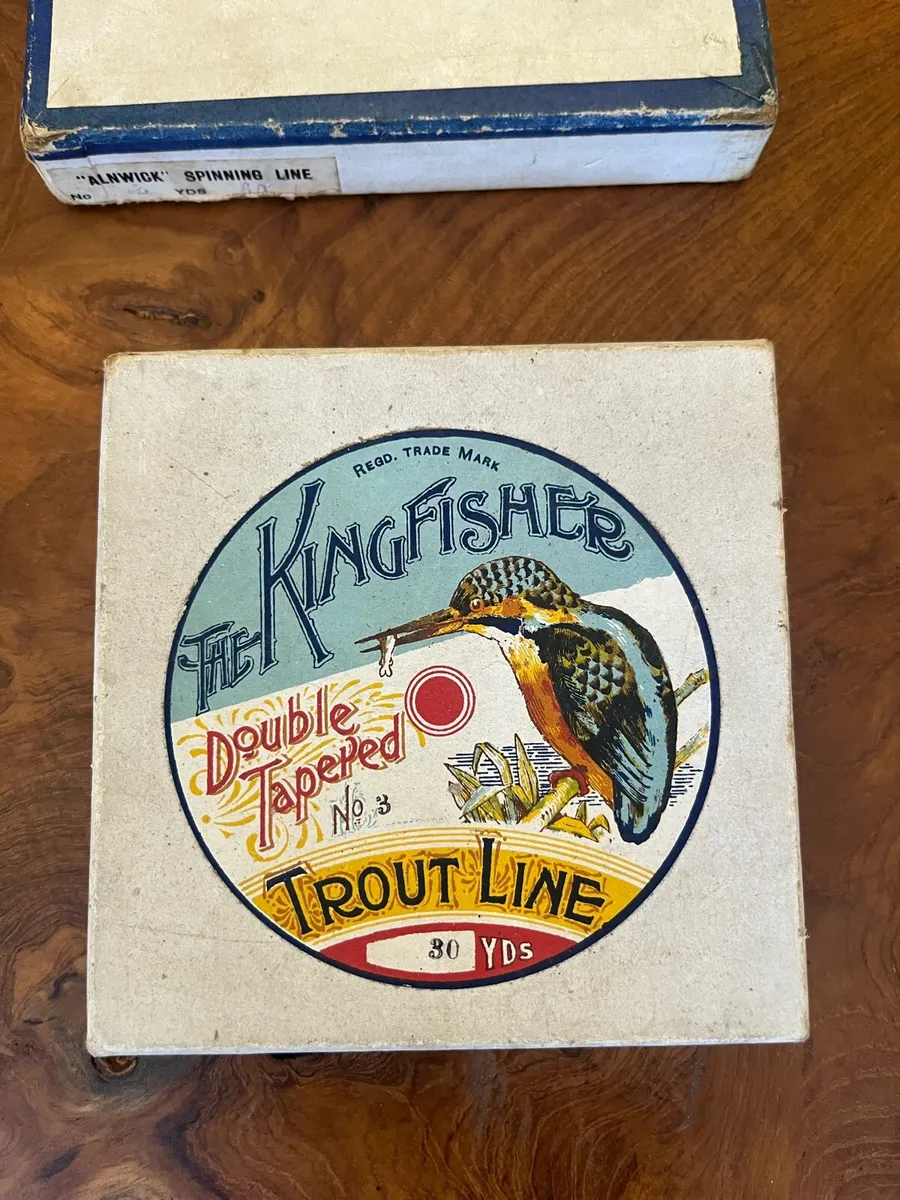 "ALNWICK" SPINNING LINE
No YDS
REGD. TRADE MARK
THE KINGFISHER
Double
Tapered
No 3
TROUT LINE
30 YDS